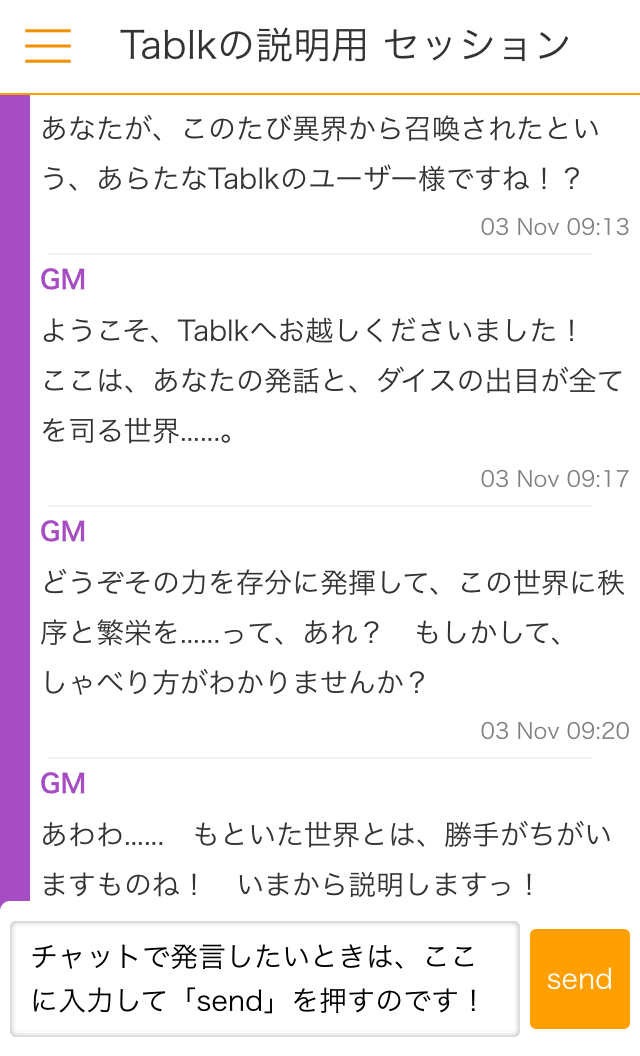 Tablkの説明用 セッション
あなたが、このたび異界から召喚されたとい
う、あらたなTablkのユーザー様ですね！？
03 Nov 09:13
GM
ようこそ、Tablkへお越しくださいました！
ここは、あなたの発話と、ダイスの出目が全て
を司る世界......。
03 Nov 09:17
GM
どうぞその力を存分に発揮して、この世界に秩
序と繁栄を......って、あれ？　もしかして、
しゃべり方がわかりませんか？
03 Nov 09:20
GM
あわわ......　もといた世界とは、勝手がちがい
ますものね！　いまから説明しますっ！
チャットで発言したいときは、ここ
に入力して「send」を押すのです！
send